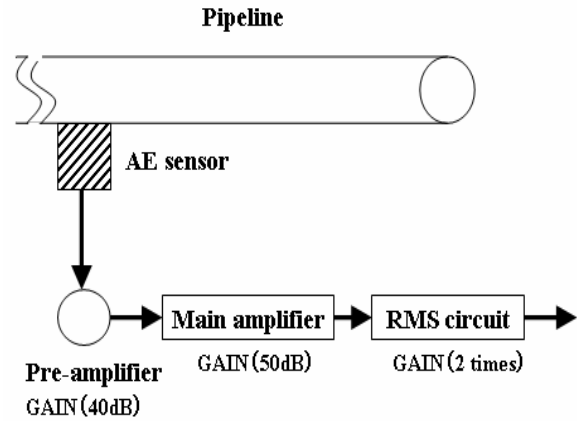 Pipeline
AE sensor
Main amplifier
RMS circuit
GAIN(50dB)
GAIN(2 times)
Pre-amplifier
GAIN(40dB)